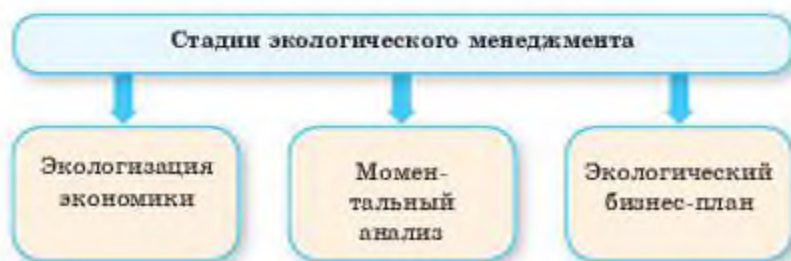 Стадии экологического менеджмента
Экологизация
экономики
Момен-
тальный
анализ
Экологический
бизнес-план